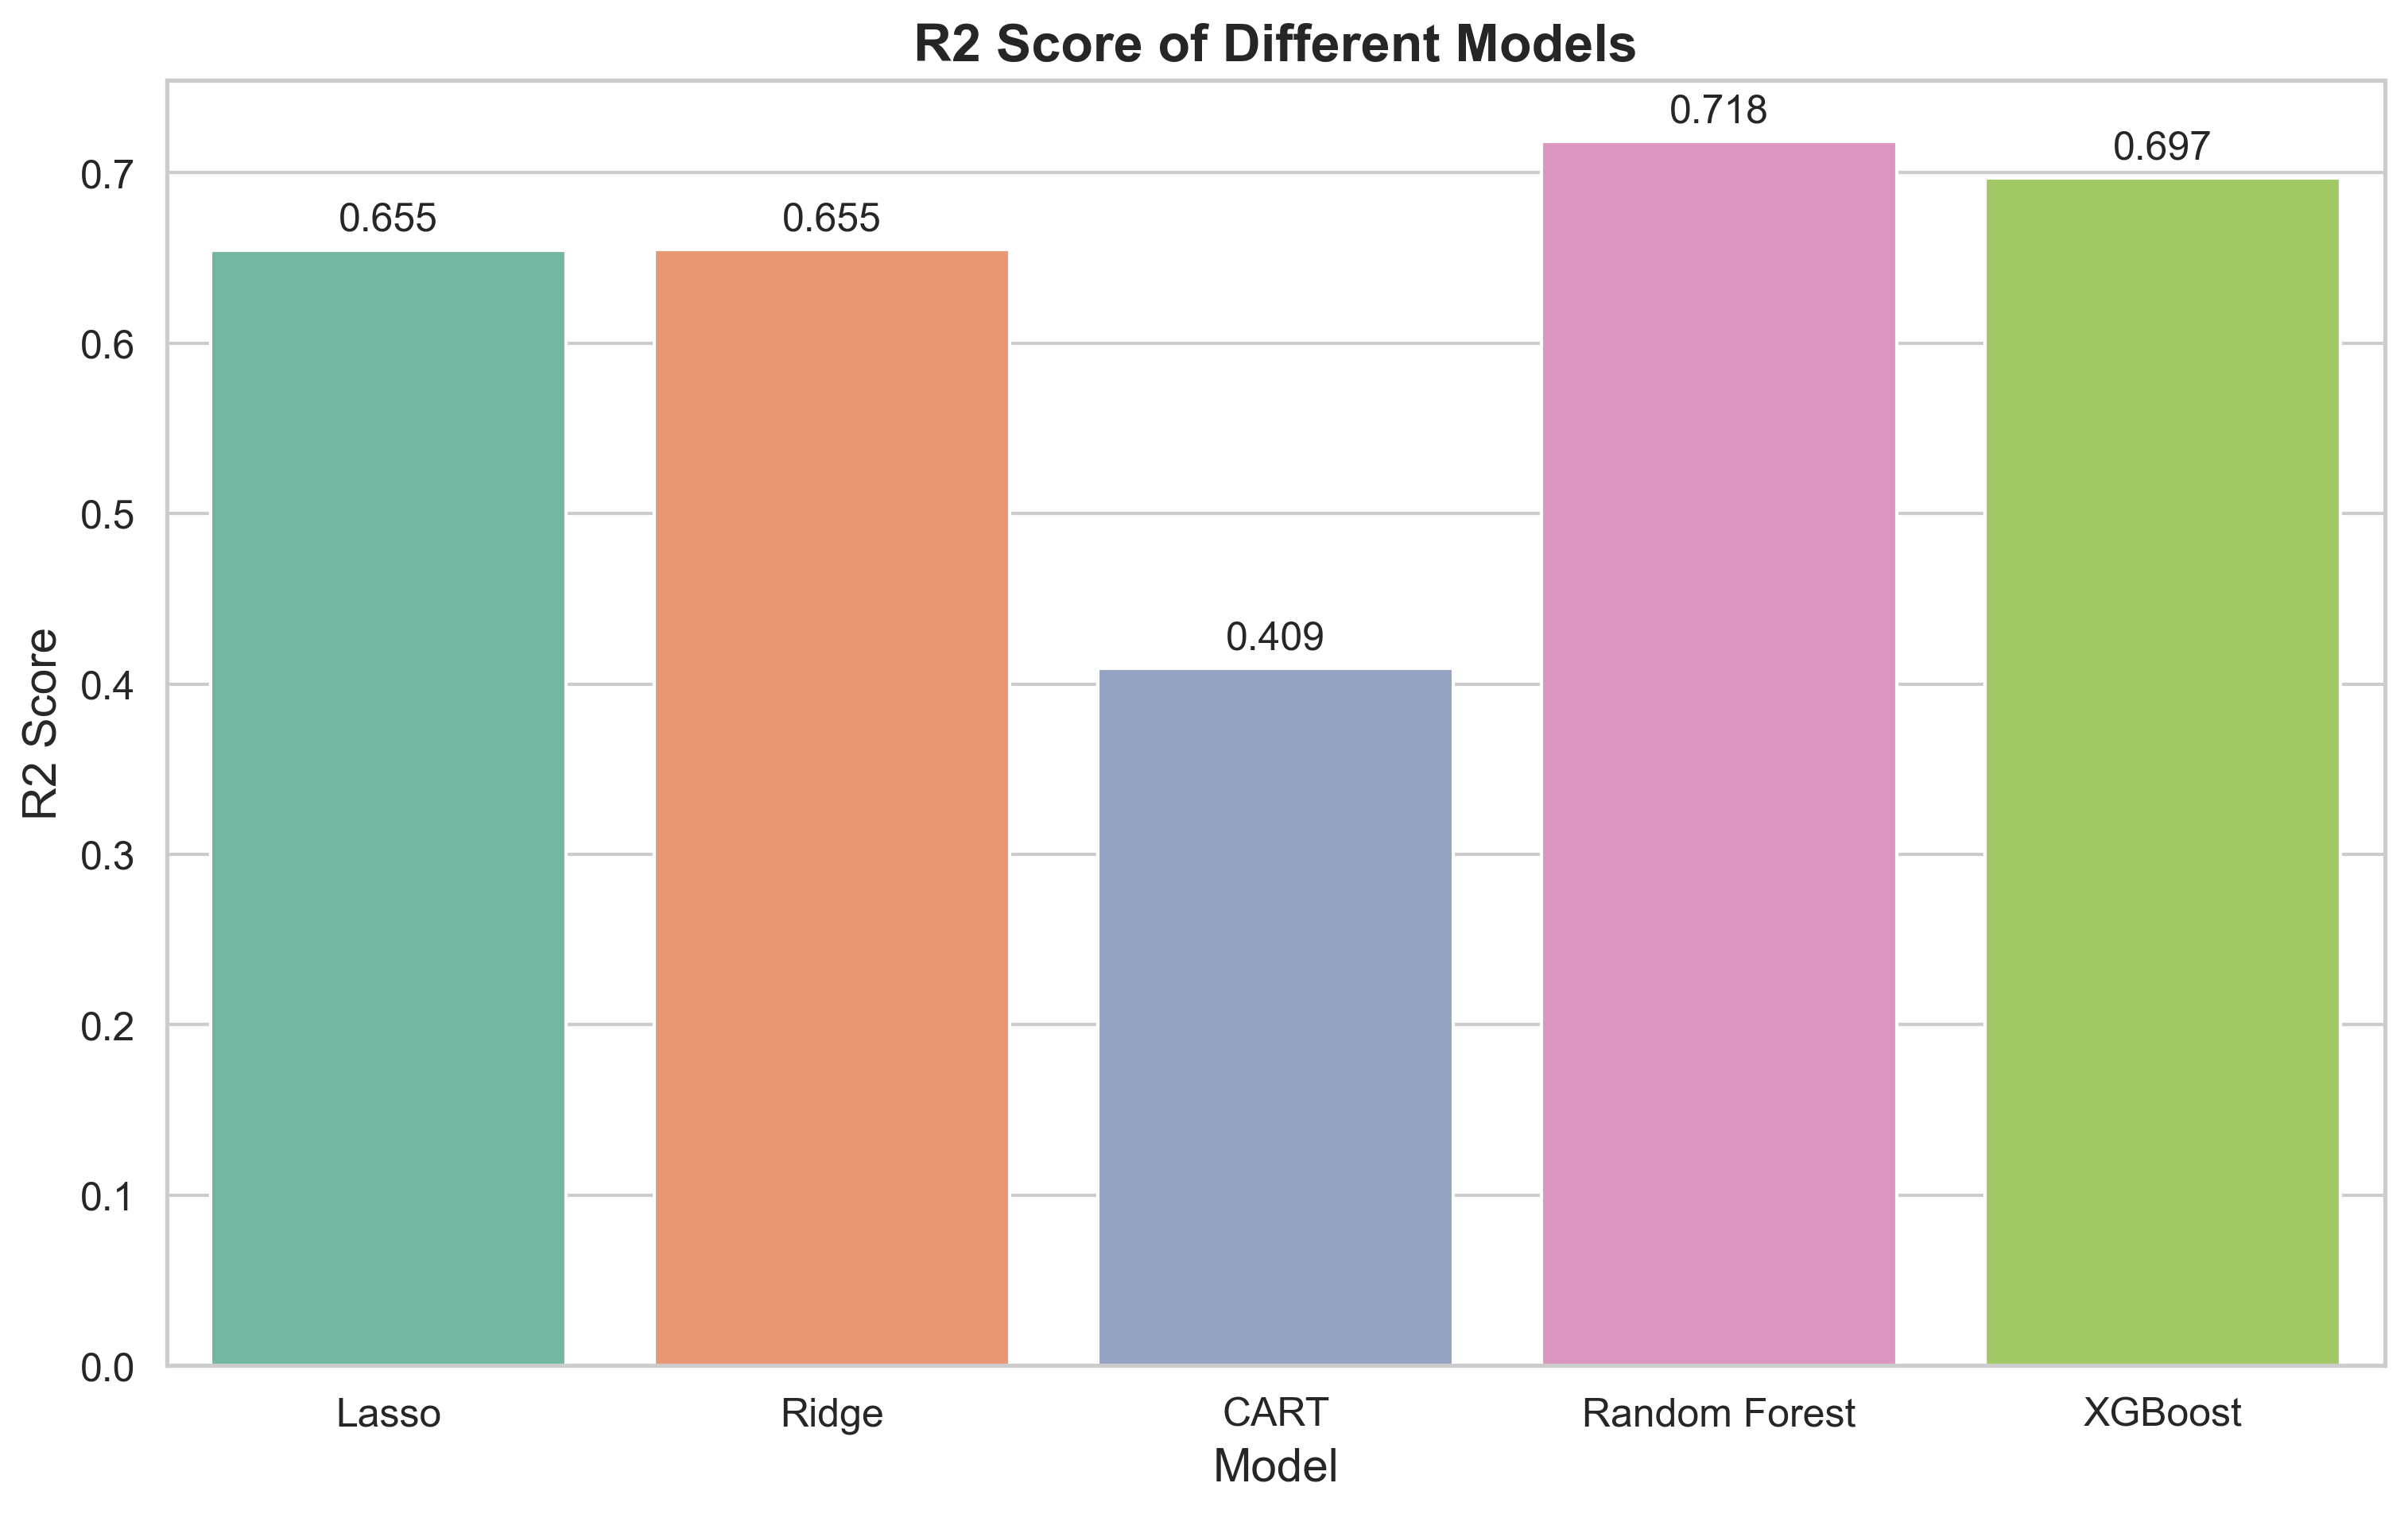 R2 Score of Different Models
0.718
0.697
0.655
0.655
0.409
0.7
0.6
0.5
0.4
0.3
0.2
0.1
0.0
R2 Score
Lasso
Ridge
CART
Random Forest
XGBoost
Model